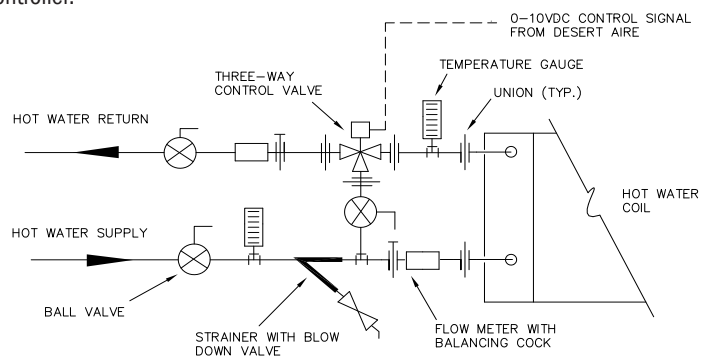 ontroller.
0-10VDC CONTROL SIGNAL
FROM DESERT AIRE
TEMPERATURE GAUGE
THREE-WAY
CONTROL VALVE
UNION (TYP.)
HOT WATER RETURN
HOT WATER
COIL
HOT WATER SUPPLY
BALL VALVE
STRAINER WITH BLOW
DOWN VALVE
FLOW METER WITH
BALANCING COCK